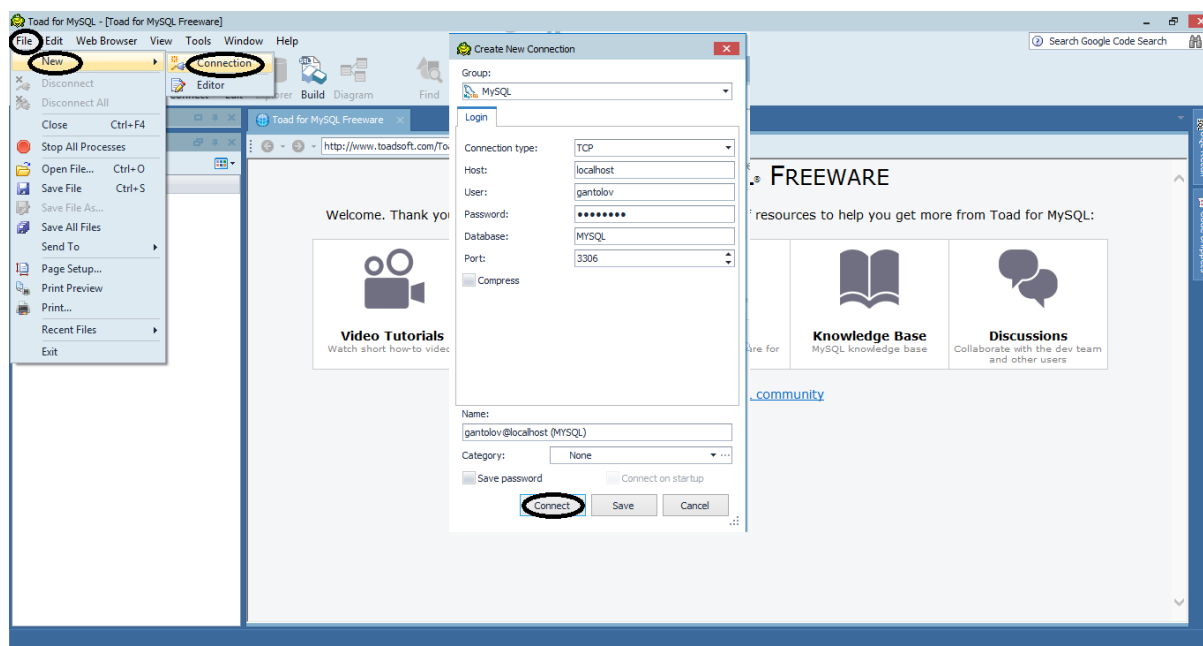 Toad for MySQL - [Toad for MySQL Freeware]
File Edit Web Browser View Tools Window Help
Search Google Code Search
New
Connection
Editor
Disconnect
Disconnect All
Close Ctrl+F4
Stop All Processes
Open File... Ctrl+O
Save File Ctrl+S
Save File As...
Save All Files
Send To
Page Setup...
Print Preview
Print...
Recent Files
Exit
Build Diagram Find
Toad for MySQL Freeware
http://www.toadsoft.com/To
FREEWARE
Welcome. Thank you
resources to help you get more from Toad for MySQL:
Video Tutorials
Watch short how-to video
Knowledge Base
MySQL knowledge base
Discussions
Collaborate with the dev team
and other users
community
Create New Connection
Group:
MySQL
Login
Connection type: TCP
Host: localhost
User: gantolov
Password: ••••••••
Database: MYSQL
Port: 3306
Compress
Name:
gantolov@localhost (MYSQL)
Category: None
Save password Connect on startup
Connect Save Cancel